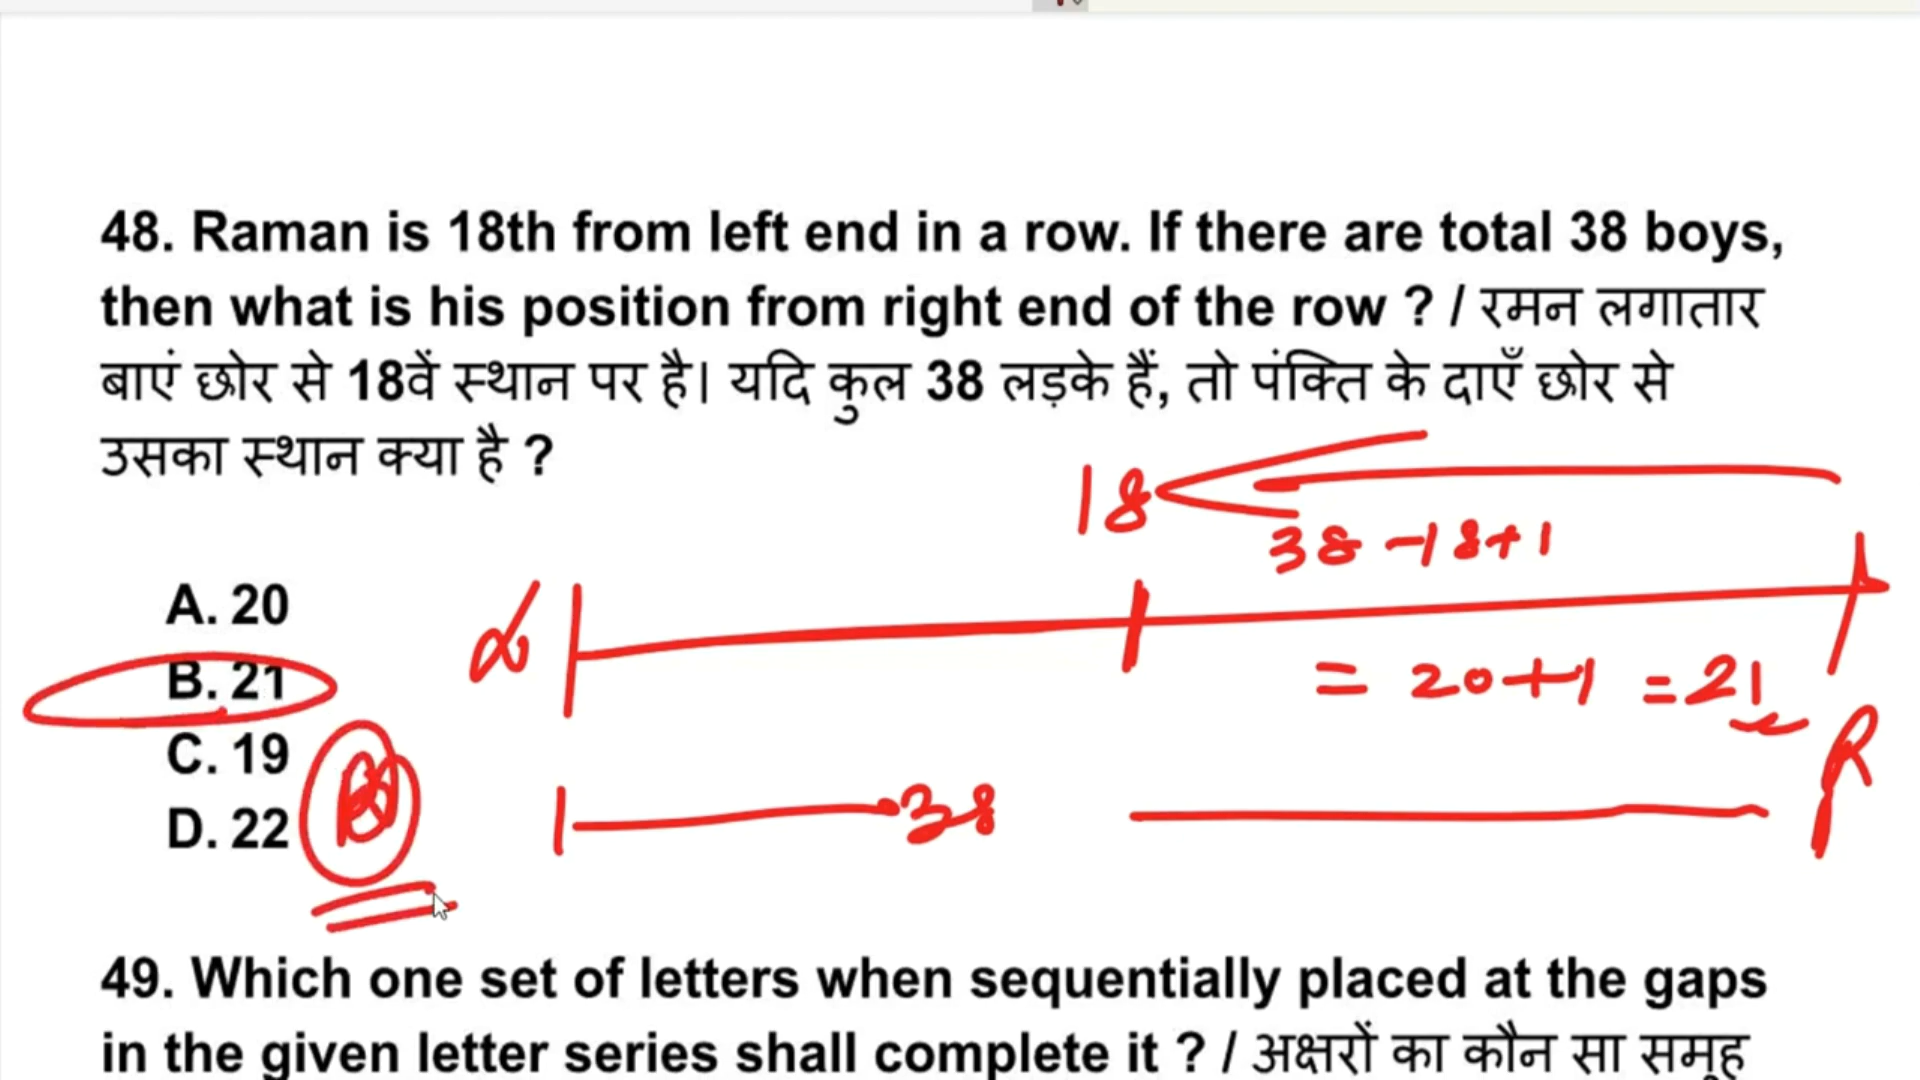 48. Raman is 18th from left end in a row. If there are total 38 boys,
then what is his position from right end of the row ? / रमन लगातार
बाएं छोर से 18वें स्थान पर है। यदि कुल 38 लड़के हैं, तो पंक्ति के दाएँ छोर से
उसका स्थान क्या है ?
18
38 - 18 + 1
A. 20
B. 21
= 20 + 1 = 21
C. 19
R
38
D. 22
49. Which one set of letters when sequentially placed at the gaps
in the given letter series shall complete it ? / अक्षरों का कौन सा समूह